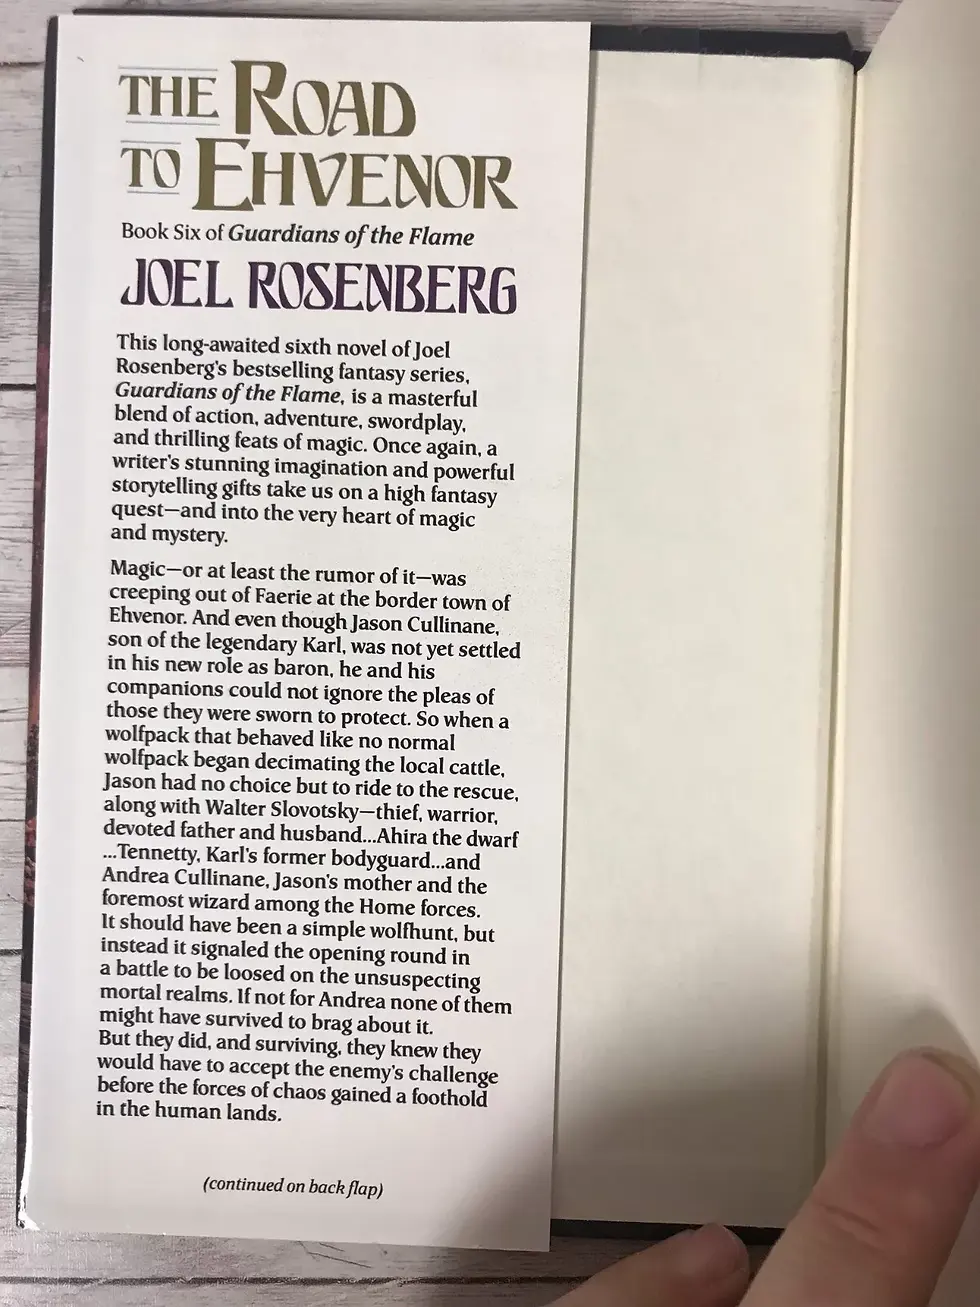 THE ROAD
TO EHVENOR
Book Six of Guardians of the Flame
JOEL ROSENBERG
This long-awaited sixth novel of Joel
Rosenberg's bestselling fantasy series,
Guardians of the Flame, is a masterful
blend of action, adventure, swordplay,
and thrilling feats of magic. Once again, a
writer's stunning imagination and powerful
storytelling gifts take us on a high fantasy
quest—and into the very heart of magic
and mystery.
Magic—or at least the rumor of it—was
creeping out of Faerie at the border town of
Ehvenor. And even though Jason Cullinane,
son of the legendary Karl, was not yet settled
in his new role as baron, he and his
companions could not ignore the pleas of
those they were sworn to protect. So when a
wolfpack that behaved like no normal
wolfpack began decimating the local cattle,
Jason had no choice but to ride to the rescue,
along with Walter Slovotsky—thief, warrior,
devoted father and husband...Ahira the dwarf
...Tennetty, Karl's former bodyguard...and
Andrea Cullinane, Jason's mother and the
foremost wizard among the Home forces.
It should have been a simple wolfhunt, but
instead it signaled the opening round in
a battle to be loosed on the unsuspecting
mortal realms. If not for Andrea none of them
might have survived to brag about it.
But they did, and surviving, they knew they
would have to accept the enemy's challenge
before the forces of chaos gained a foothold
in the human lands.
(continued on back flap)